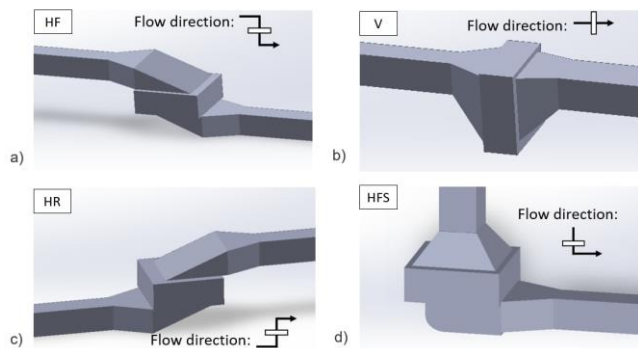 HF
Flow direction:
a)
V
Flow direction:
b)
HR
Flow direction:
c)
HFS
Flow direction:
d)